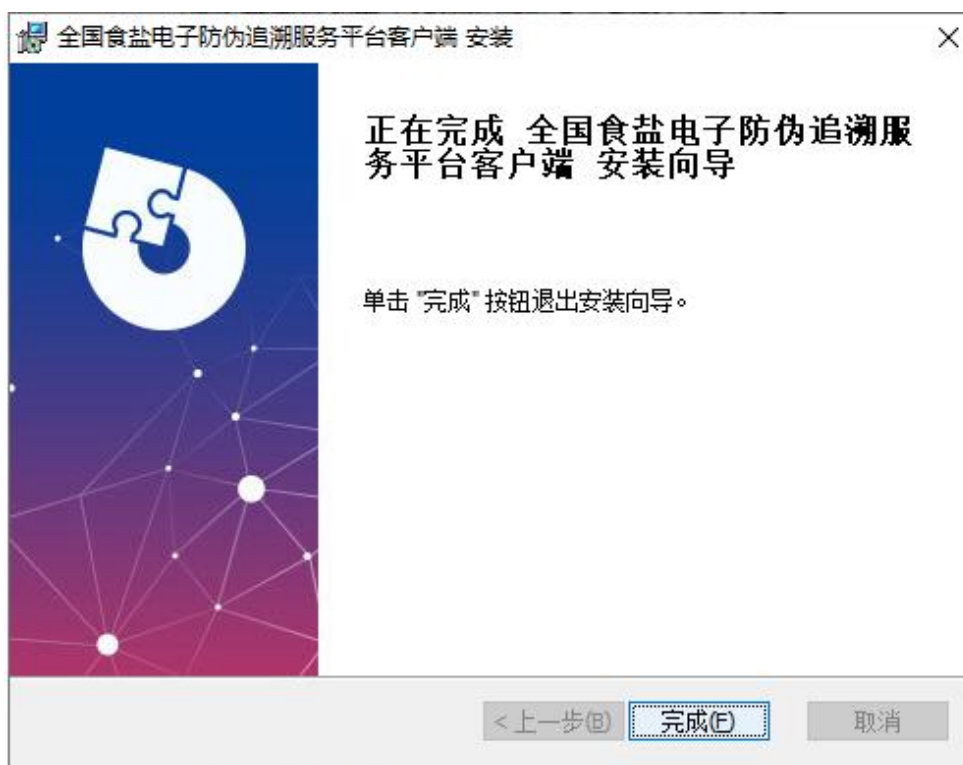 全国食盐电子防伪追溯服务平台客户端 安装
正在完成 全国食盐电子防伪追溯服
务平台客户端 安装向导
单击 "完成" 按钮退出安装向导。
<上一步(B)
完成(F)
取消